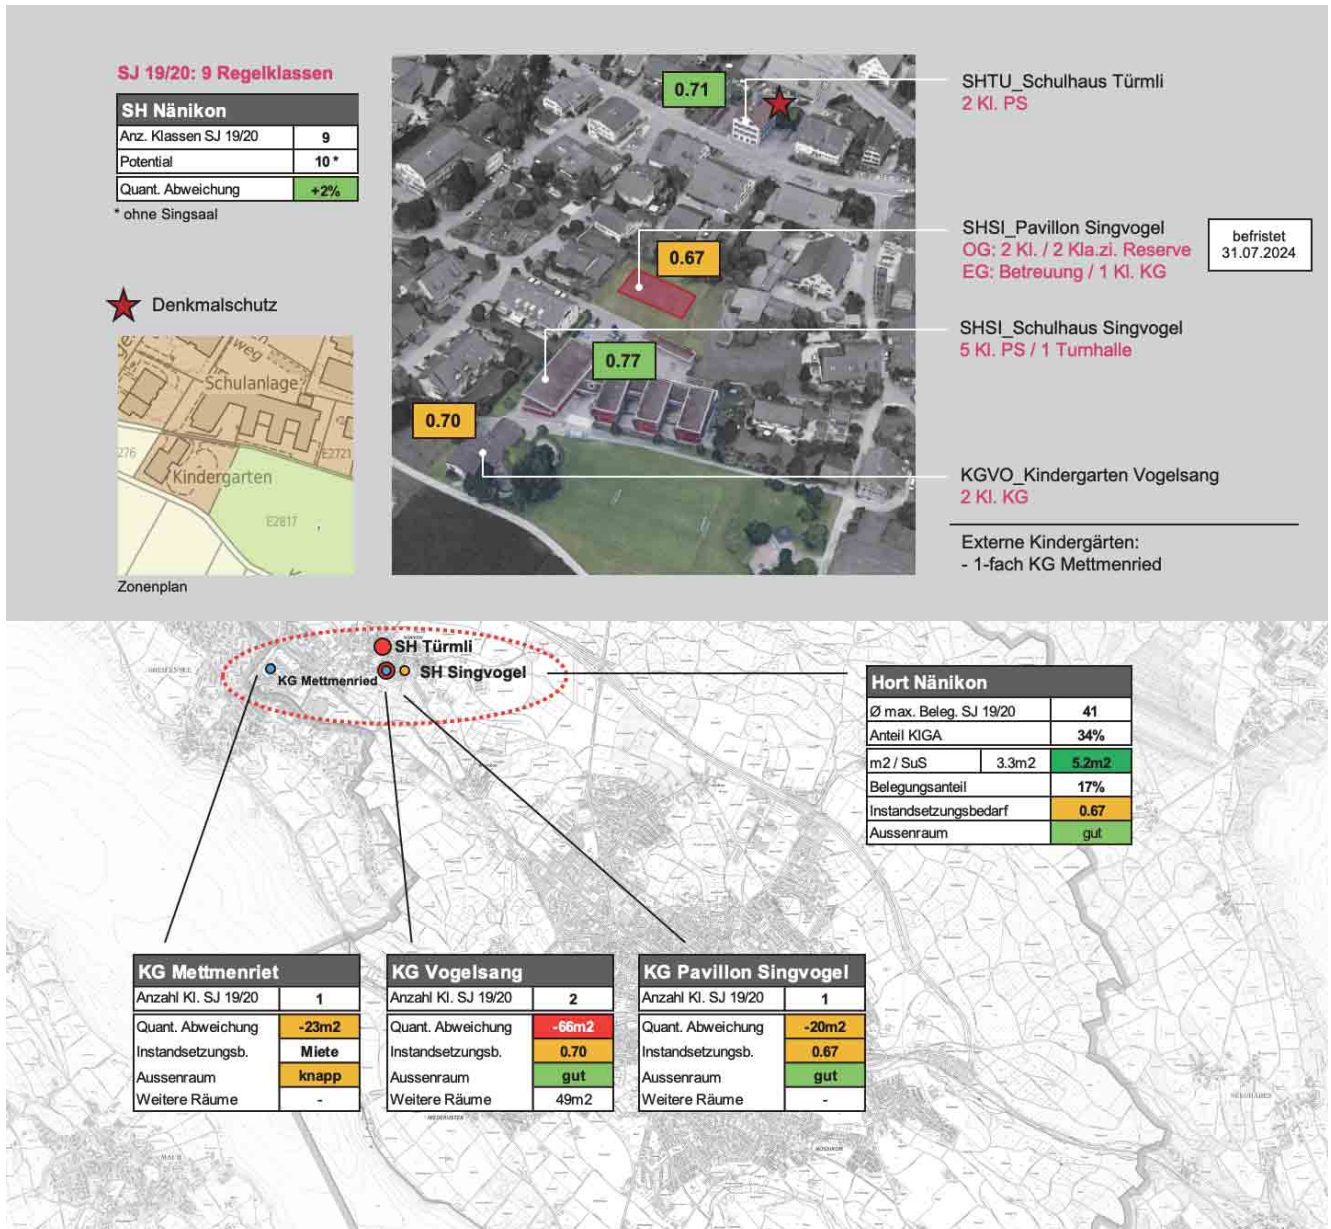 SJ 19/20: 9 Regelklassen
SH Nänikon
Anz. Klassen SJ 19/20 9
Potential 10 *
Quant. Abweichung +2%
* ohne Singsaal
Denkmalschutz
weg
Schulanlage
276
E2721
Kindergarten
E2817
Zonenplan
0.71
0.67
0.77
0.70
SHTU_Schulhaus Türmli
2 Kl. PS
SHSI_Pavillon Singvogel
OG: 2 Kl. / 2 Kla.zi. Reserve
EG: Betreuung / 1 Kl. KG
befristet
31.07.2024
SHSI_Schulhaus Singvogel
5 Kl. PS / 1 Turnhalle
KGVO_Kindergarten Vogelsang
2 Kl. KG
Externe Kindergärten:
- 1-fach KG Mettmenried
SH Türmli
KG Mettmenried
SH Singvogel
Hort Nänikon
Ø max. Beleg. SJ 19/20 41
Anteil KIGA 34%
m2 / SuS 3.3m2 5.2m2
Belegungsanteil 17%
Instandsetzungsbedarf 0.67
Aussenraum gut
KG Mettmenriet
Anzahl Kl. SJ 19/20 1
Quant. Abweichung -23m2
Instandsetzungsb. Miete
Aussenraum knapp
Weitere Räume -
KG Vogelsang
Anzahl Kl. SJ 19/20 2
Quant. Abweichung -66m2
Instandsetzungsb. 0.70
Aussenraum gut
Weitere Räume 49m2
KG Pavillon Singvogel
Anzahl Kl. SJ 19/20 1
Quant. Abweichung -20m2
Instandsetzungsb. 0.67
Aussenraum gut
Weitere Räume -